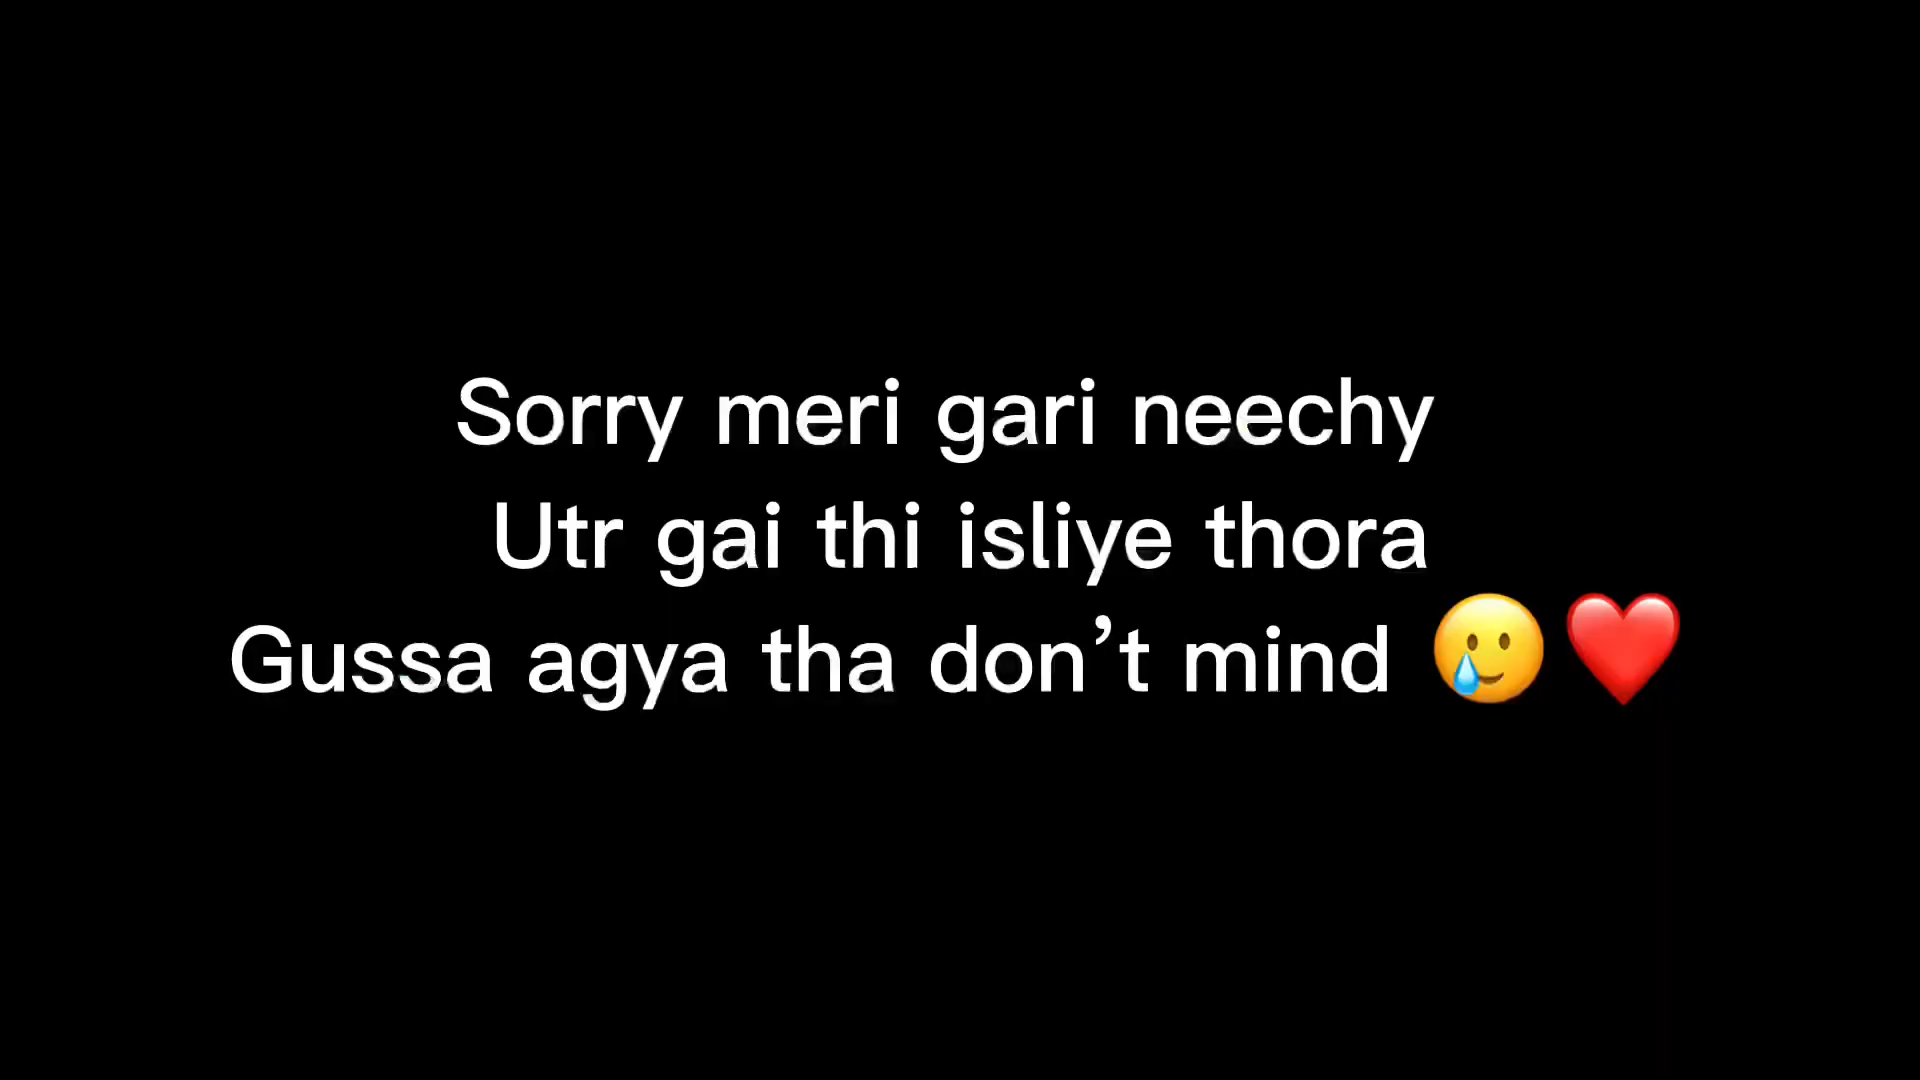 Sorry meri gari neechy
Utr gai thi isliye thora
Gussa agya tha don’t mind 🥲❤️